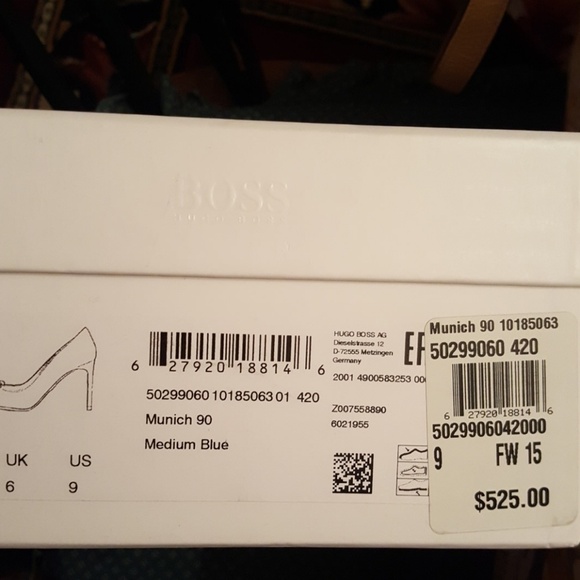 BOSS
HUGO BOSS AG
Dieselstrasse 12
D-72555 Metzingen
Germany
6 27920 18814 6
2001 4900583253
50299060 10185063 01 420
Munich 90
Medium Blue
Z007558890
6021955
UK US
6 9
Munich 90 10185063
50299060 420
6 27920 18814 6
5029906042000
9 FW 15
$525.00